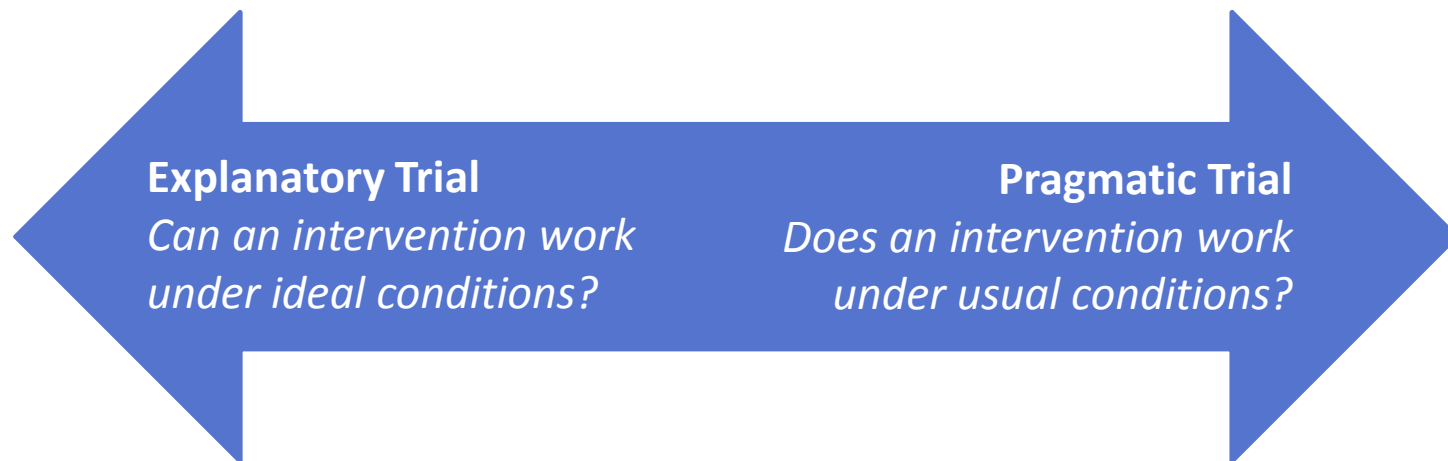 Explanatory Trial
Can an intervention work
under ideal conditions?
Pragmatic Trial
Does an intervention work
under usual conditions?